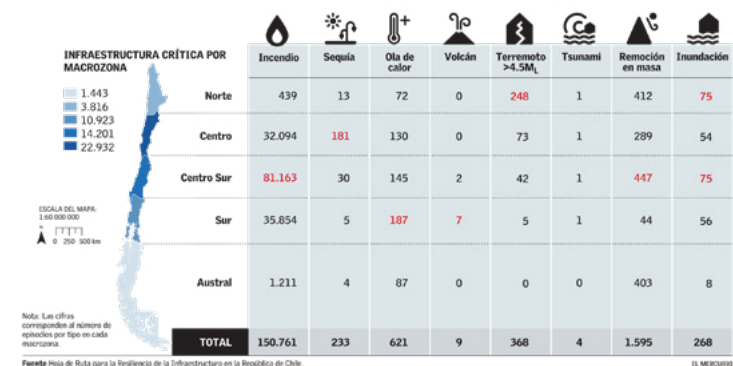 INFRAESTRUCTURA CRÍTICA POR
MACROZONA
1.443
3.816
10.923
14.201
22.932
ESCALA DEL MAPA:
1:60 000 000
N
0 250 500 km
Nota: Las cifras
corresponden al número de
episodios por tipo en cada
macrozona.
Incendio Sequía Ola de calor Volcán Terremoto >4.5ML Tsunami Remoción en masa Inundación
Norte 439 13 72 0 248 1 412 75
Centro 32.094 181 130 0 73 1 289 54
Centro Sur 81.163 30 145 2 42 1 447 75
Sur 35.854 5 187 7 5 1 44 56
Austral 1.211 4 87 0 0 0 403 8
TOTAL 150.761 233 621 9 368 4 1.595 268
Fuente Hoja de Ruta para la Resiliencia de la Infraestructura en la República de Chile.
EL MERCURIO